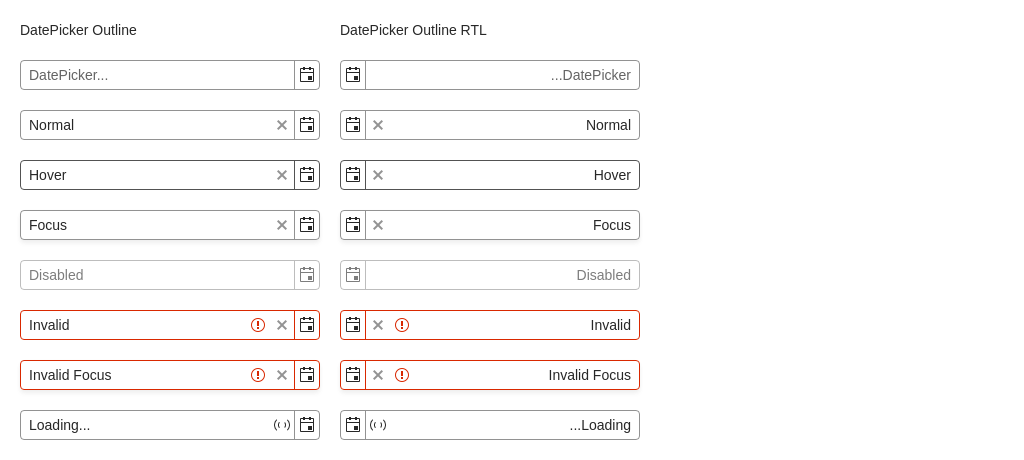 DatePicker Outline
DatePicker Outline RTL
DatePicker...
...DatePicker
Normal
Normal
Hover
Hover
Focus
Focus
Disabled
Disabled
Invalid
Invalid
Invalid Focus
Invalid Focus
Loading...
...Loading